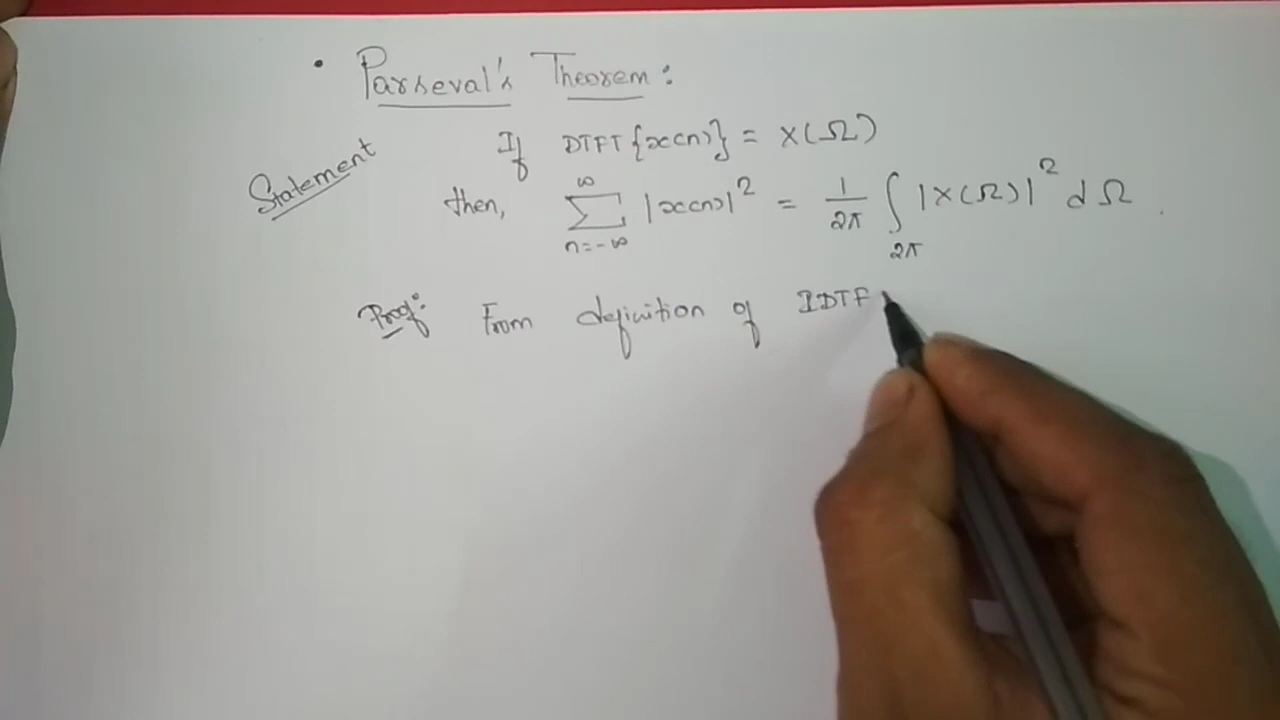 • Parseval's Theorem :
Statement
If DTFT {x(n)} = X(Ω)
then, ∞ ∑ n=-∞ |x(n)|² = 1/2π ∫ 2π |X(Ω)|² dΩ .
Proof: From definition of IDTF